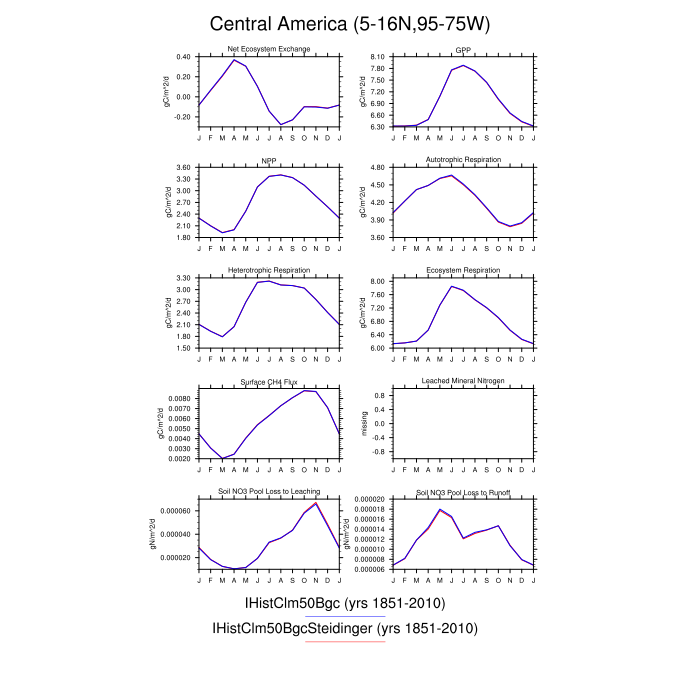 Central America (5-16N,95-75W)
Net Ecosystem Exchange
gC/m^2/d
0.40
0.20
0.00
-0.20
J F M A M J J A S O N D J
GPP
gC/m^2/d
8.10
7.80
7.50
7.20
6.90
6.60
6.30
J F M A M J J A S O N D J
NPP
gC/m^2/d
3.60
3.30
3.00
2.70
2.40
2.10
1.80
J F M A M J J A S O N D J
Autotrophic Respiration
gC/m^2/d
4.80
4.50
4.20
3.90
3.60
J F M A M J J A S O N D J
Heterotrophic Respiration
gC/m^2/d
3.30
3.00
2.70
2.40
2.10
1.80
1.50
J F M A M J J A S O N D J
Ecosystem Respiration
gC/m^2/d
8.00
7.60
7.20
6.80
6.40
6.00
J F M A M J J A S O N D J
Surface CH4 Flux
gC/m^2/d
0.0080
0.0070
0.0060
0.0050
0.0040
0.0030
0.0020
J F M A M J J A S O N D J
Leached Mineral Nitrogen
missing
0.8
0.4
0.0
-0.4
-0.8
J F M A M J J A S O N D J
Soil NO3 Pool Loss to Leaching
gN/m^2/d
0.000060
0.000040
0.000020
J F M A M J J A S O N D J
Soil NO3 Pool Loss to Runoff
gN/m^2/d
0.000020
0.000018
0.000016
0.000014
0.000012
0.000010
0.000008
0.000006
J F M A M J J A S O N D J
IHistClm50Bgc (yrs 1851-2010)
IHistClm50BgcSteidinger (yrs 1851-2010)